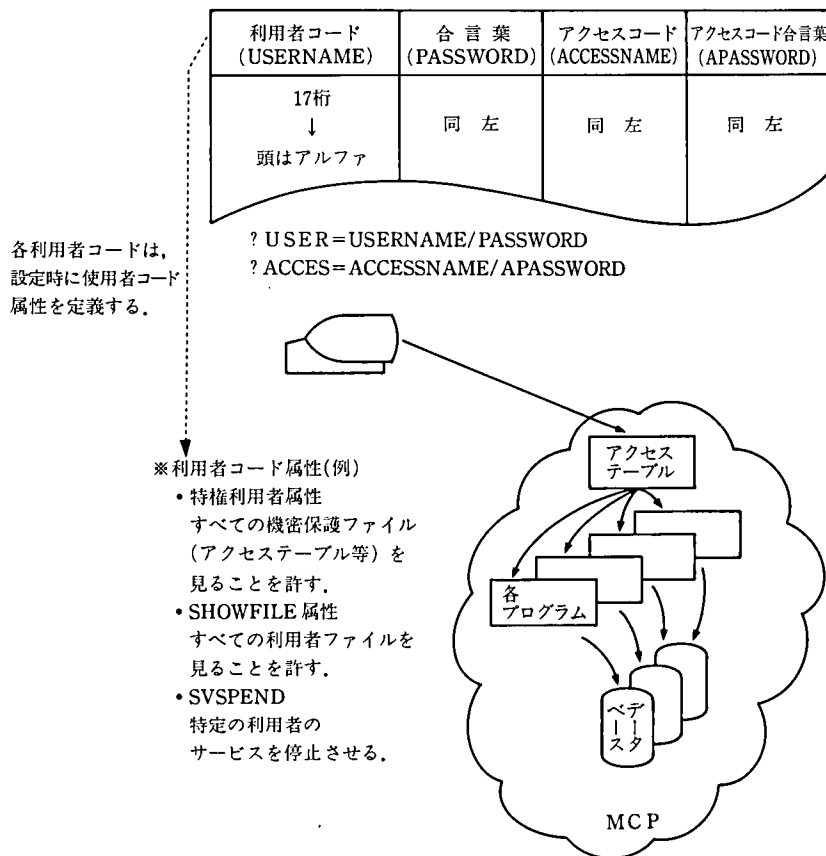 利用者コード
(USERNAME)
合言葉
(PASSWORD)
アクセスコード
(ACCESSNAME)
アクセスコード合言葉
(APASSWORD)
17桁
↓
頭はアルファ
同 左
同 左
同 左
? USER=USERNAME/PASSWORD
? ACCES=ACCESSNAME/APASSWORD
各利用者コードは,
設定時に使用者コード
属性を定義する.
アクセス
テーブル
各
プログラム
データ
ベース
MCP
※利用者コード属性(例)
• 特権利用者属性
すべての機密保護ファイル
(アクセステーブル等) を
見ることを許す.
• SHOWFILE 属性
すべての利用者ファイルを
見ることを許す.
• SVSPEND
特定の利用者の
サービスを停止させる.